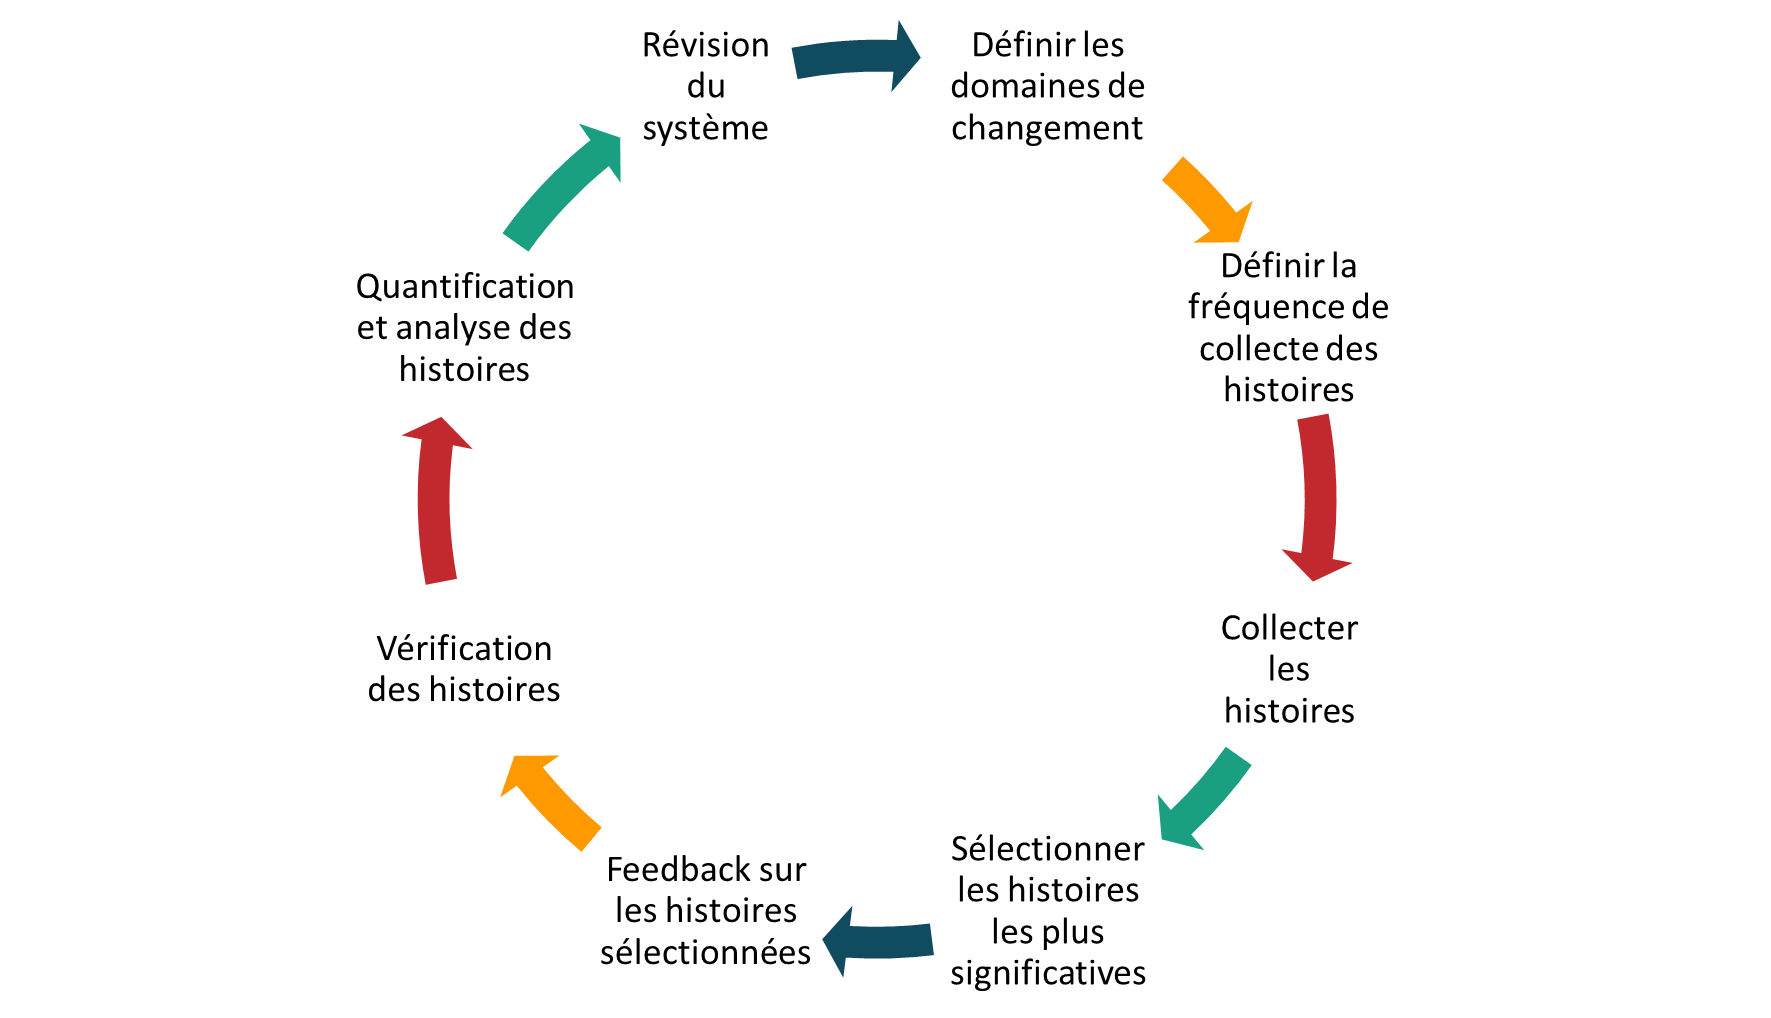 Révision
du
système
Définir les
domaines de
changement
Définir la
fréquence de
collecte des
histoires
Collecter
les
histoires
Sélectionner
les histoires
les plus
significatives
Feedback sur
les histoires
sélectionnées
Vérification
des histoires
Quantification
et analyse des
histoires